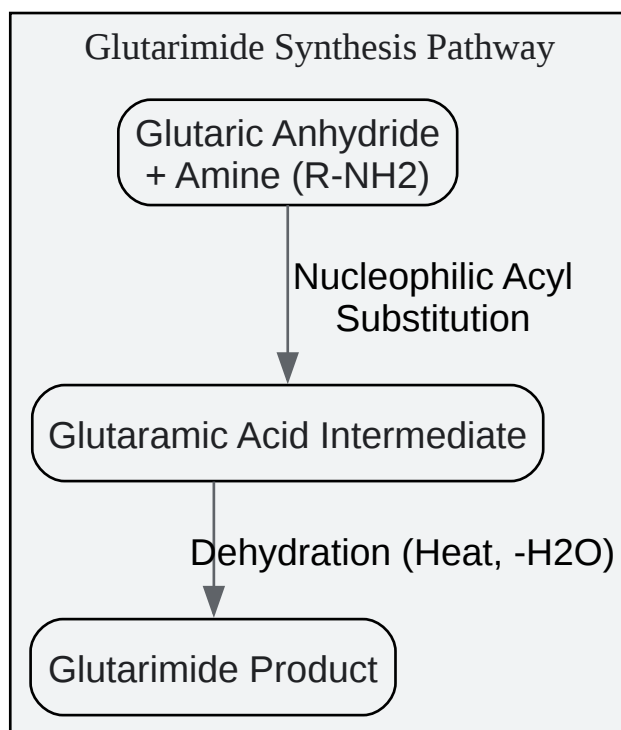 Glutarimide Synthesis Pathway
Glutaric Anhydride
+ Amine (R-NH2)
Nucleophilic Acyl
Substitution
Glutaramic Acid Intermediate
Dehydration (Heat, -H2O)
Glutarimide Product